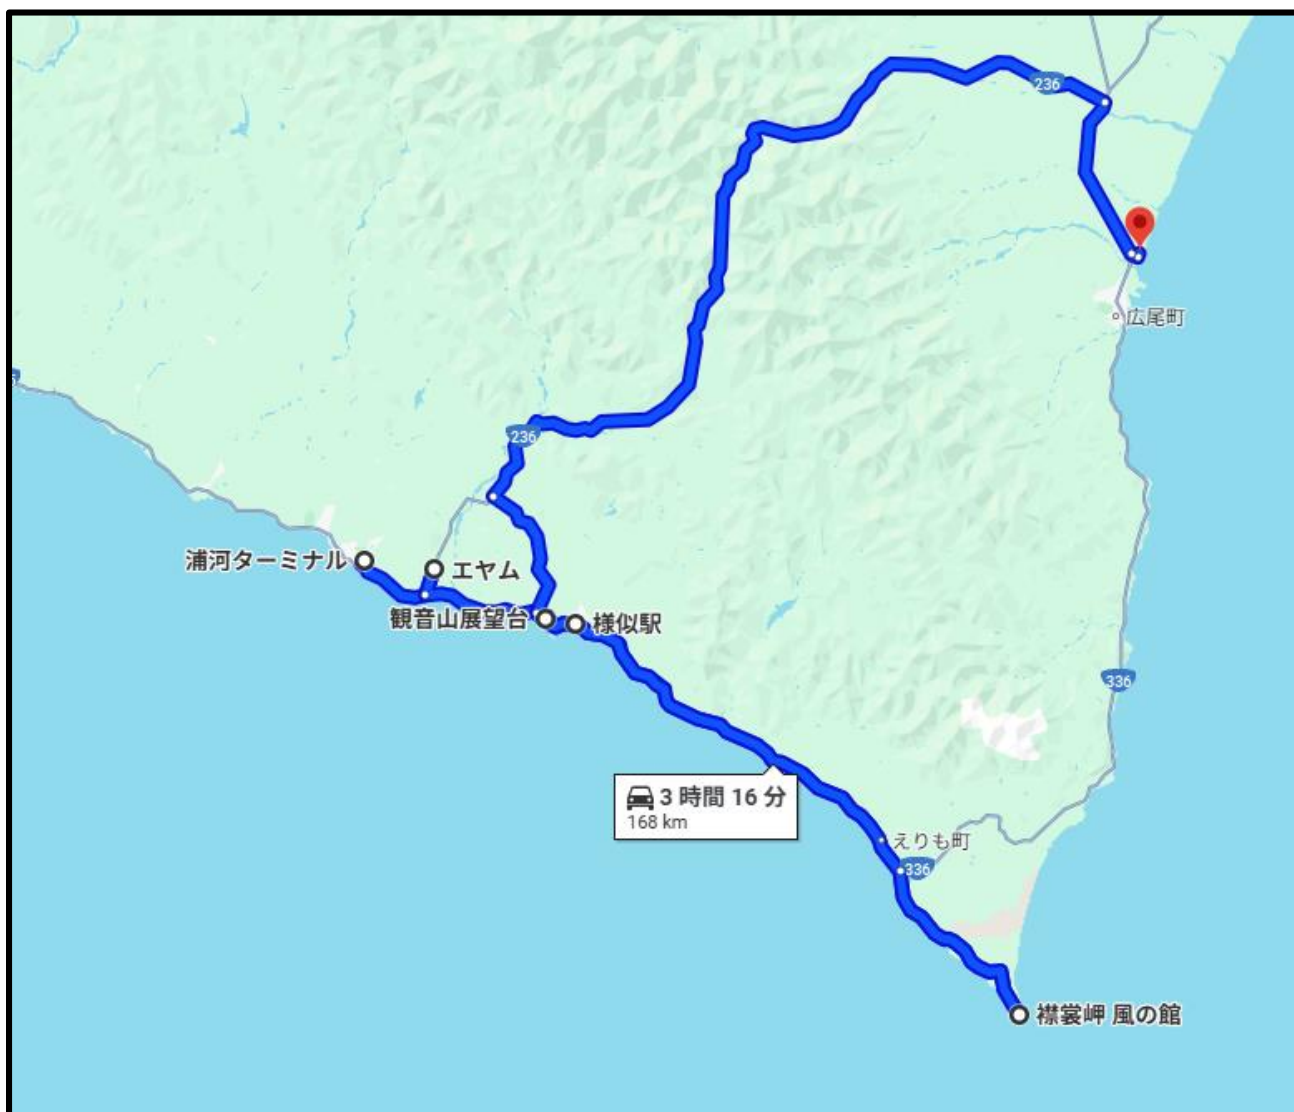 236
広尾町
236
浦河ターミナル
エヤム
観音山展望台
様似駅
336
3 時間 16 分
168 km
えりも町
336
襟裳岬 風の館